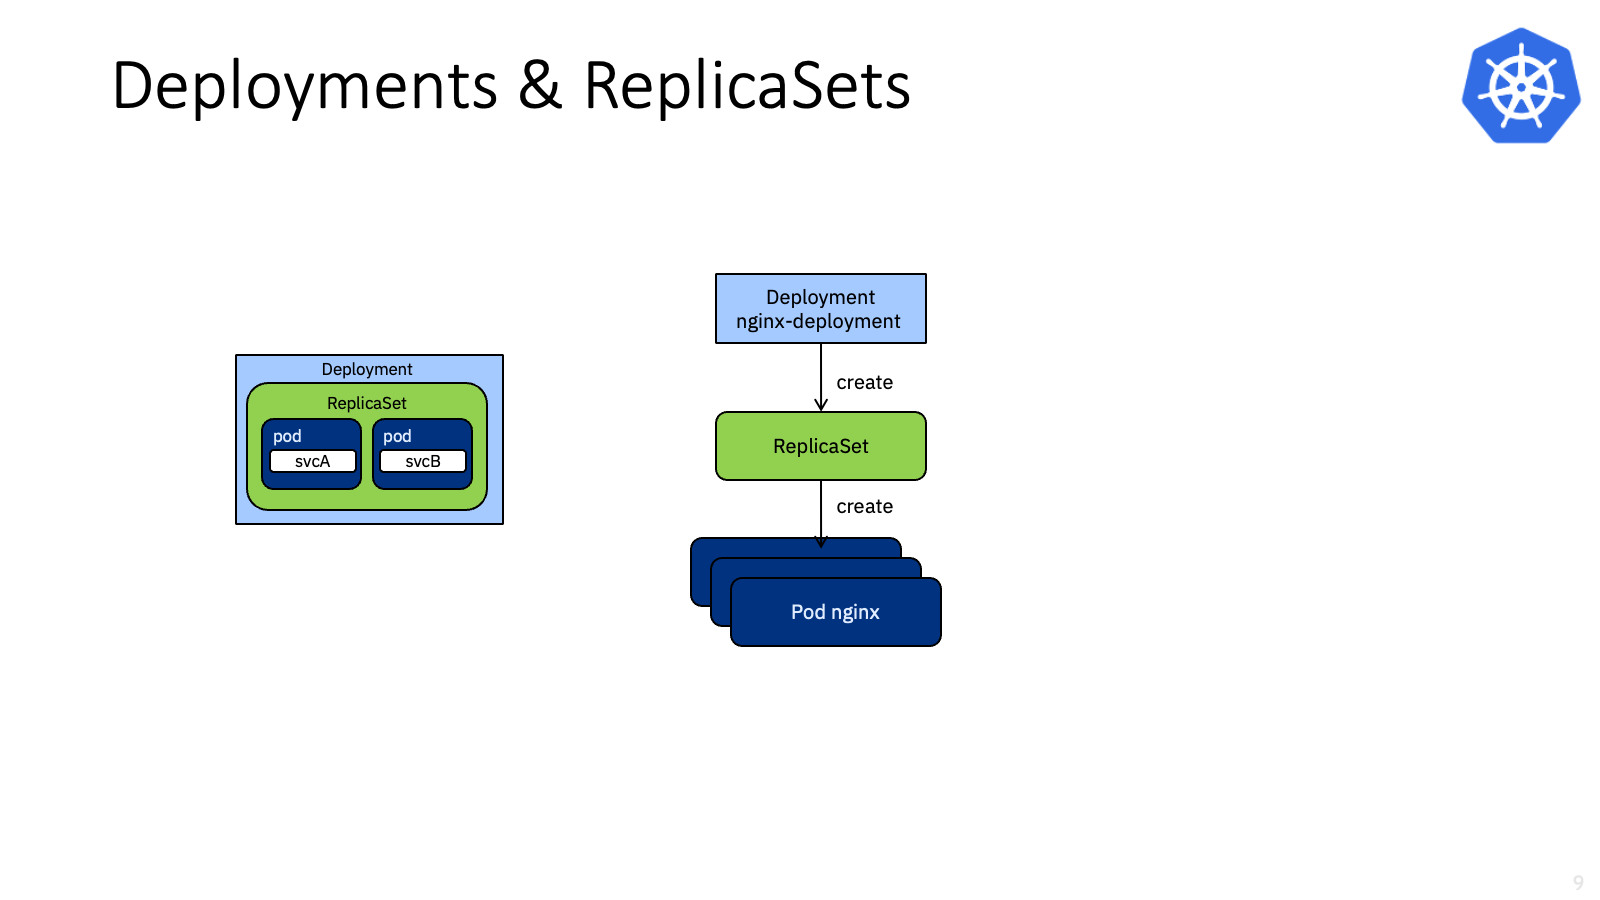 Deployments & ReplicaSets
Deployment
ReplicaSet
pod
svcA
pod
svcB
Deployment
nginx-deployment
create
ReplicaSet
create
Pod nginx
9